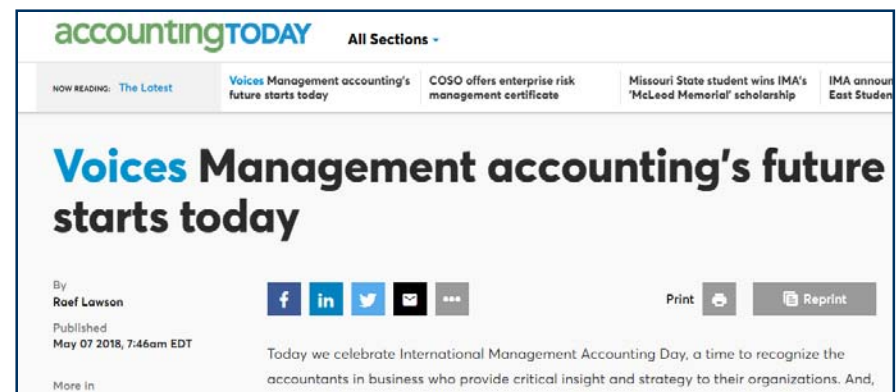 accountingTODAY All Sections
NOW READING: The Latest
Voices Management accounting's
future starts today
COSO offers enterprise risk
management certificate
Missouri State student wins IMA's
'McLeod Memorial' scholarship
IMA
East
Voices Management accounting's future
starts today
By
Raef Lawson
Published
May 07 2018, 7:46am EDT
More in
f in Print Reprint
Today we celebrate International Management Accounting Day, a time to recognize the
accountants in business who provide critical insight and strategy to their organizations. And,